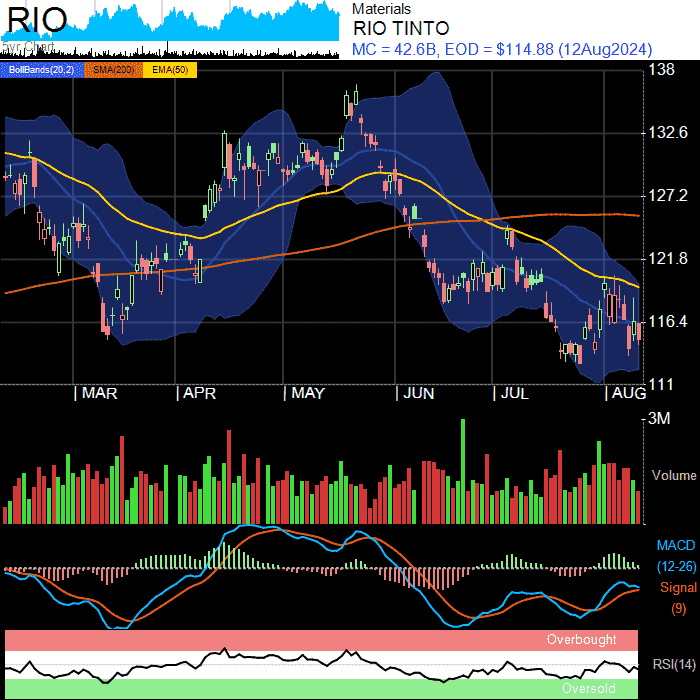 RIO
5yr Chart
Materials
RIO TINTO
MC = 42.6B, EOD = $114.88 (12Aug2024)
BollBands(20,2) SMA(200) EMA(50)
138
132.6
127.2
121.8
116.4
111
MAR APR MAY JUN JUL AUG
3M
Volume
MACD
(12-26)
Signal
(9)
Overbought
RSI(14)
Oversold